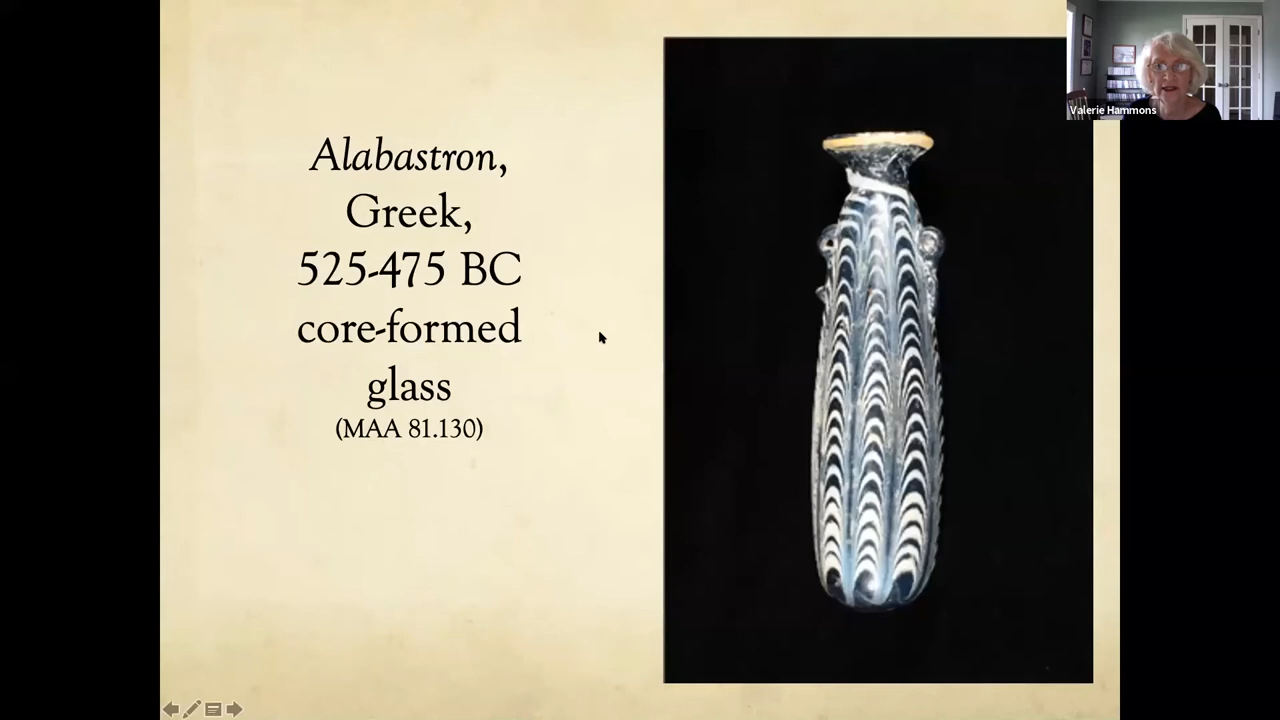 Alabastron,
Greek,
525-475 BC
core-formed
glass
(MAA 81.130)
Valerie Hammons